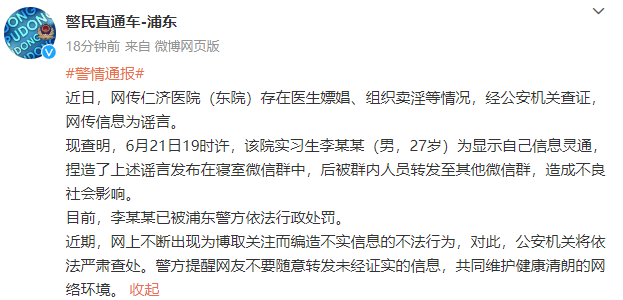 警民直通车-浦东
18分钟前 来自 微博网页版
#警情通报#
近日，网传仁济医院（东院）存在医生嫖娼、组织卖淫等情况，经公安机关查证，
网传信息为谣言。
现查明，6月21日19时许，该院实习生李某某（男，27岁）为显示自己信息灵通，
捏造了上述谣言发布在寝室微信群中，后被群内人员转发至其他微信群，造成不良
社会影响。
目前，李某某已被浦东警方依法行政处罚。
近期，网上不断出现为博取关注而编造不实信息的不法行为，对此，公安机关将依
法严肃查处。警方提醒网友不要随意转发未经证实的信息，共同维护健康清朗的网
络环境。 收起